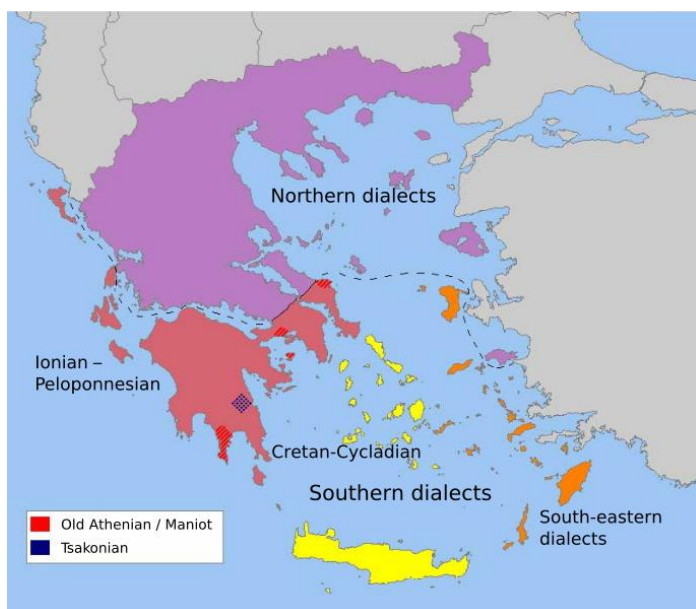 Northern dialects
Ionian –
Peloponnesian
Cretan-Cycladian
Southern dialects
South-eastern
dialects
Old Athenian / Maniot
Tsakonian